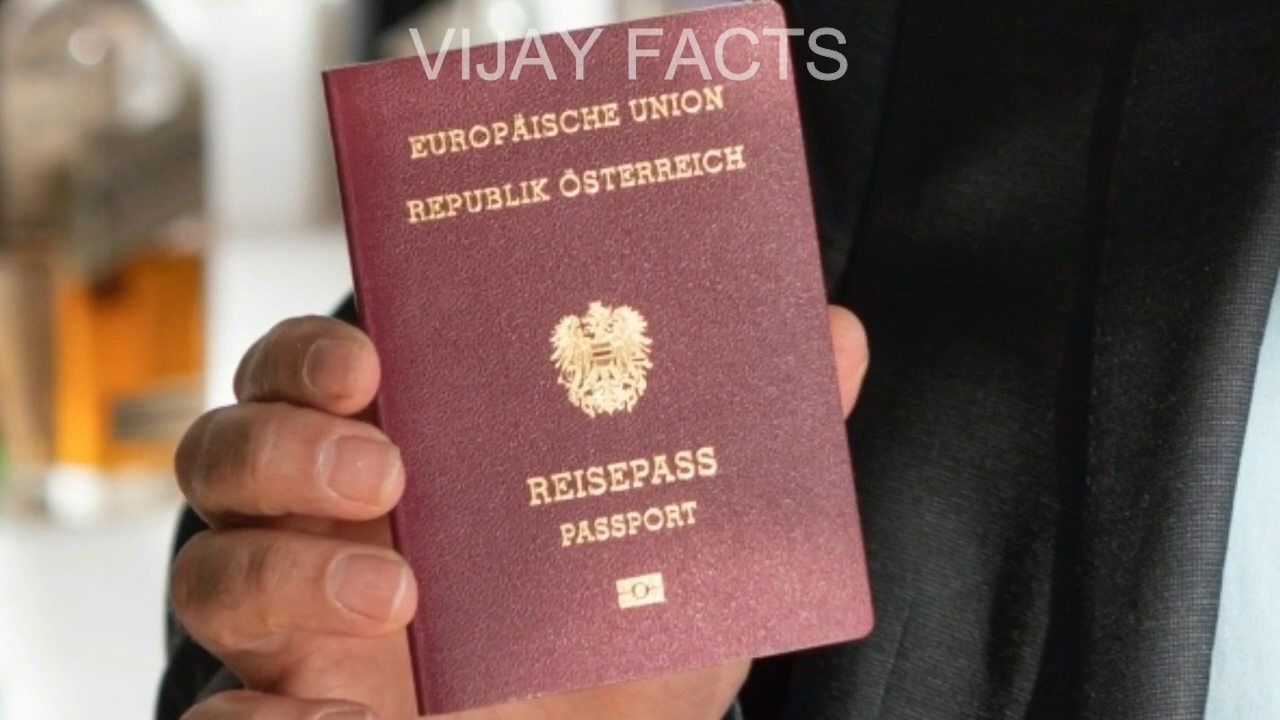 VIJAY FACTS
EUROPÄISCHE UNION
REPUBLIK ÖSTERREICH
REISEPASS
PASSPORT